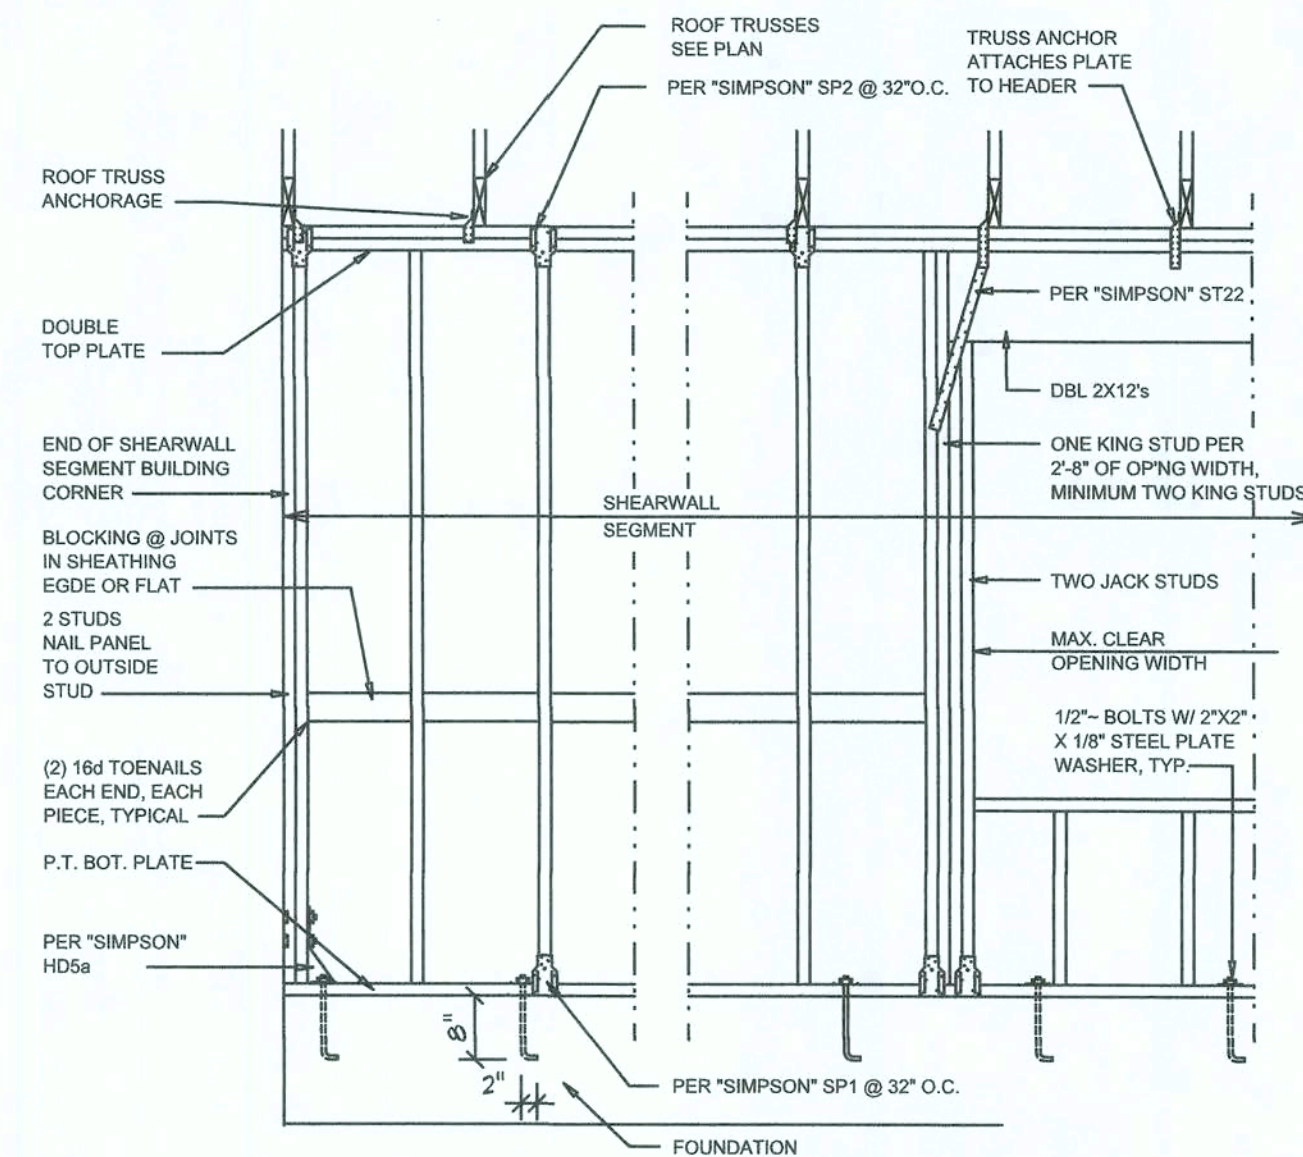 ROOF TRUSSES
SEE PLAN
PER "SIMPSON" SP2 @ 32"O.C.
TRUSS ANCHOR
ATTACHES PLATE
TO HEADER
ROOF TRUSS
ANCHORAGE
DOUBLE
TOP PLATE
END OF SHEARWALL
SEGMENT BUILDING
CORNER
BLOCKING @ JOINTS
IN SHEATHING
EGDE OR FLAT
2 STUDS
NAIL PANEL
TO OUTSIDE
STUD
(2) 16d TOENAILS
EACH END, EACH
PIECE, TYPICAL
P.T. BOT. PLATE
PER "SIMPSON"
HD5a
SHEARWALL
SEGMENT
PER "SIMPSON" ST22
DBL 2X12's
ONE KING STUD PER
2'-8" OF OP'NG WIDTH,
MINIMUM TWO KING STUDS
TWO JACK STUDS
MAX. CLEAR
OPENING WIDTH
1/2"~ BOLTS W/ 2"X2"
X 1/8" STEEL PLATE
WASHER, TYP.
8"
2"
PER "SIMPSON" SP1 @ 32" O.C.
FOUNDATION